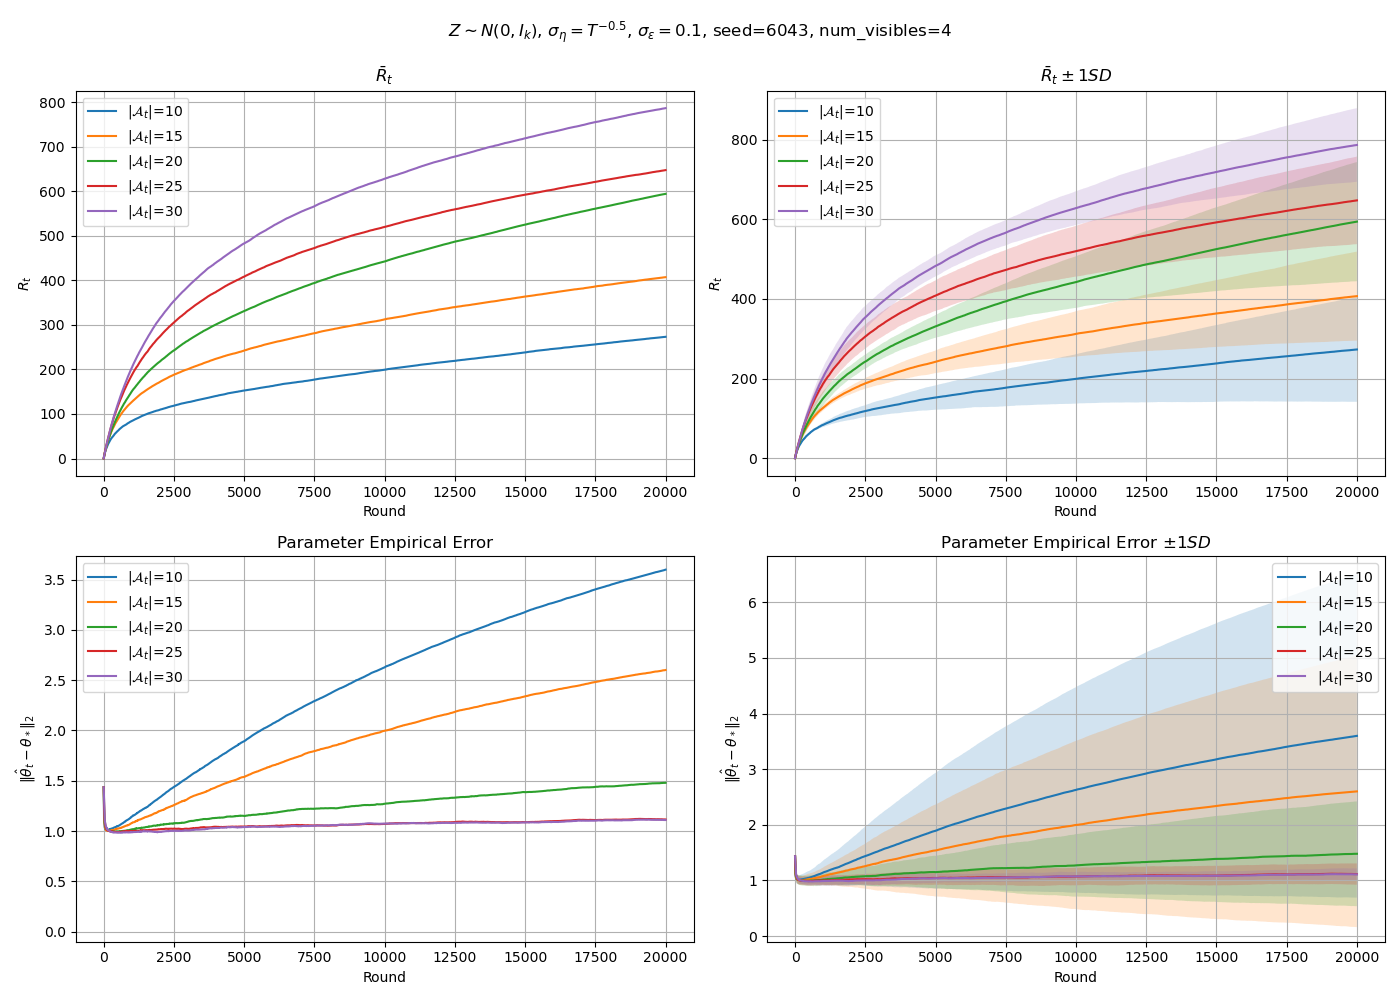 Z ~ N(0, I_k), σ_η = T^{-0.5}, σ_ε = 0.1, seed=6043, num_visibles=4
R̄_t
|𝒜_t|=10
|𝒜_t|=15
|𝒜_t|=20
|𝒜_t|=25
|𝒜_t|=30
800
700
600
500
400
300
200
100
0
R_t
0 2500 5000 7500 10000 12500 15000 17500 20000
Round
R̄_t ± 1SD
|𝒜_t|=10
|𝒜_t|=15
|𝒜_t|=20
|𝒜_t|=25
|𝒜_t|=30
800
600
400
200
0
R_t
0 2500 5000 7500 10000 12500 15000 17500 20000
Round
Parameter Empirical Error
|𝒜_t|=10
|𝒜_t|=15
|𝒜_t|=20
|𝒜_t|=25
|𝒜_t|=30
3.5
3.0
2.5
2.0
1.5
1.0
0.5
0.0
‖θ̂_t − θ_*‖_2
0 2500 5000 7500 10000 12500 15000 17500 20000
Round
Parameter Empirical Error ±1SD
|𝒜_t|=10
|𝒜_t|=15
|𝒜_t|=20
|𝒜_t|=25
|𝒜_t|=30
6
5
4
3
2
1
0
‖θ̂_t − θ_*‖_2
0 2500 5000 7500 10000 12500 15000 17500 20000
Round